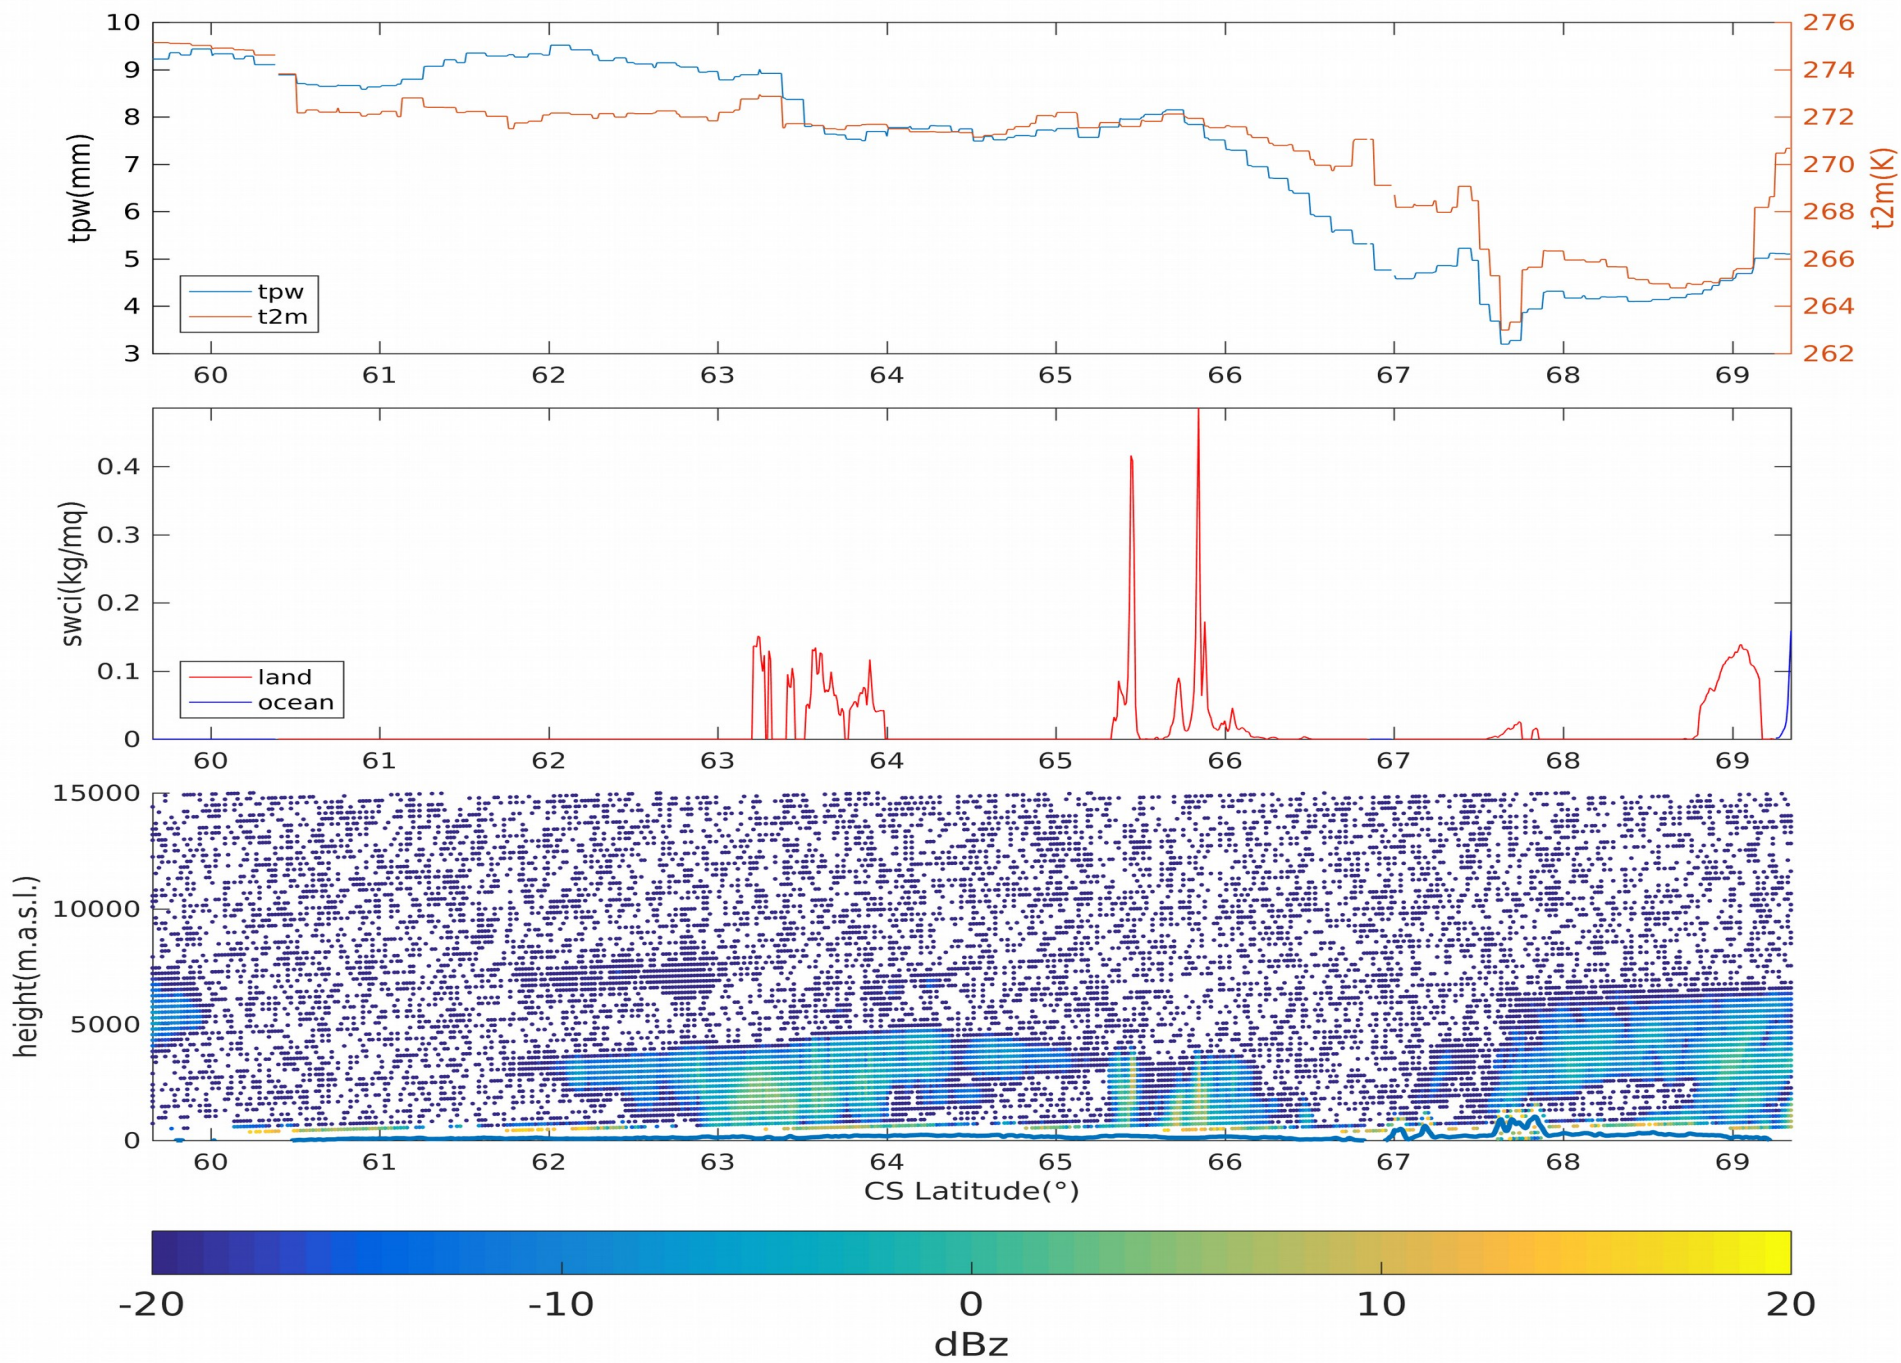 10
9
8
7
6
5
4
3
tpw(mm)
276
274
272
270
268
266
264
262
t2m(K)
tpw
t2m
60 61 62 63 64 65 66 67 68 69
0.4
0.3
0.2
0.1
0
swci(kg/mq)
land
ocean
60 61 62 63 64 65 66 67 68 69
15000
10000
5000
0
height(m.a.s.l.)
60 61 62 63 64 65 66 67 68 69
CS Latitude(°)
-20 -10 0 10 20
dBz